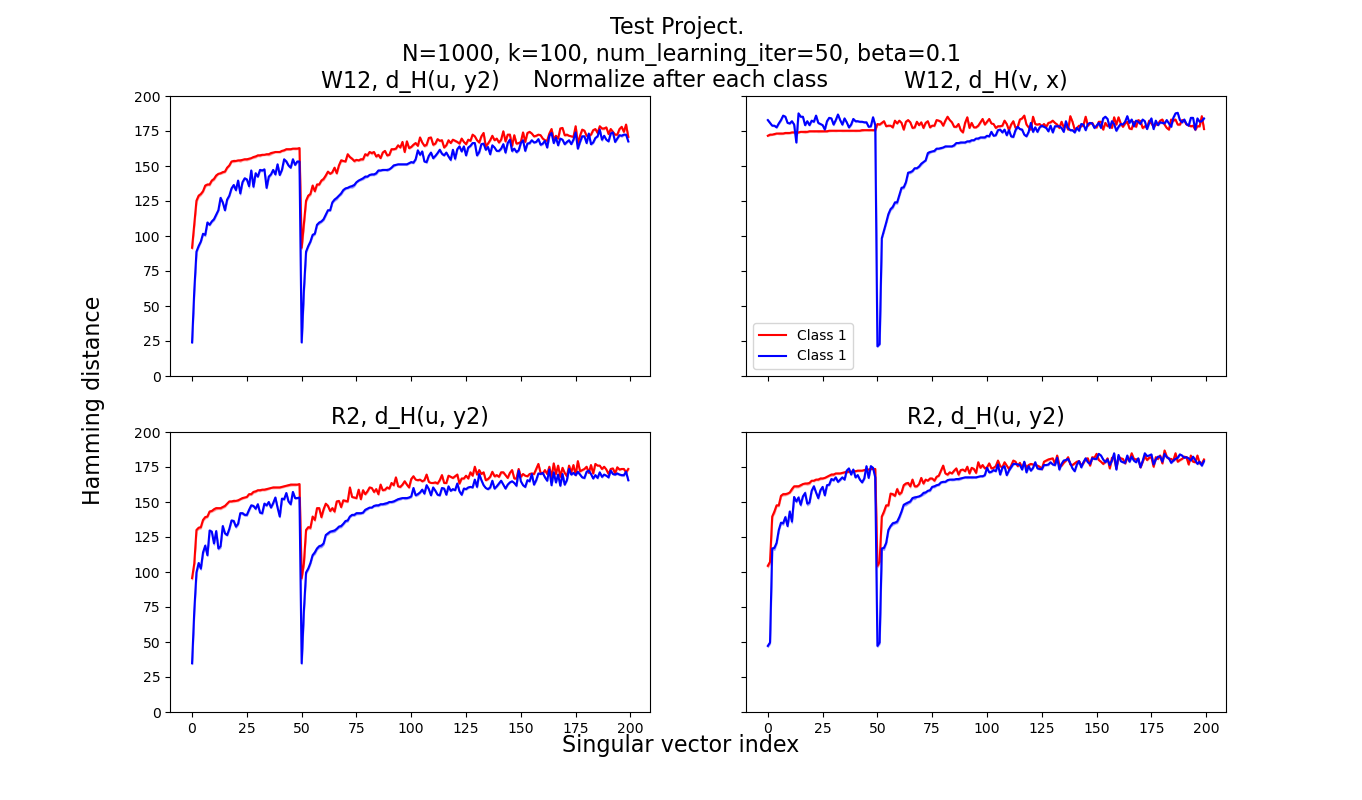 Test Project.
N=1000, k=100, num_learning_iter=50, beta=0.1
Normalize after each class
W12, d_H(u, y2)
W12, d_H(v, x)
200
175
150
125
100
75
50
25
0
Class 1
Class 1
Hamming distance
R2, d_H(u, y2)
R2, d_H(u, y2)
200
175
150
125
100
75
50
25
0
0 25 50 75 100 125 150 175 200
0 25 50 75 100 125 150 175 200
Singular vector index